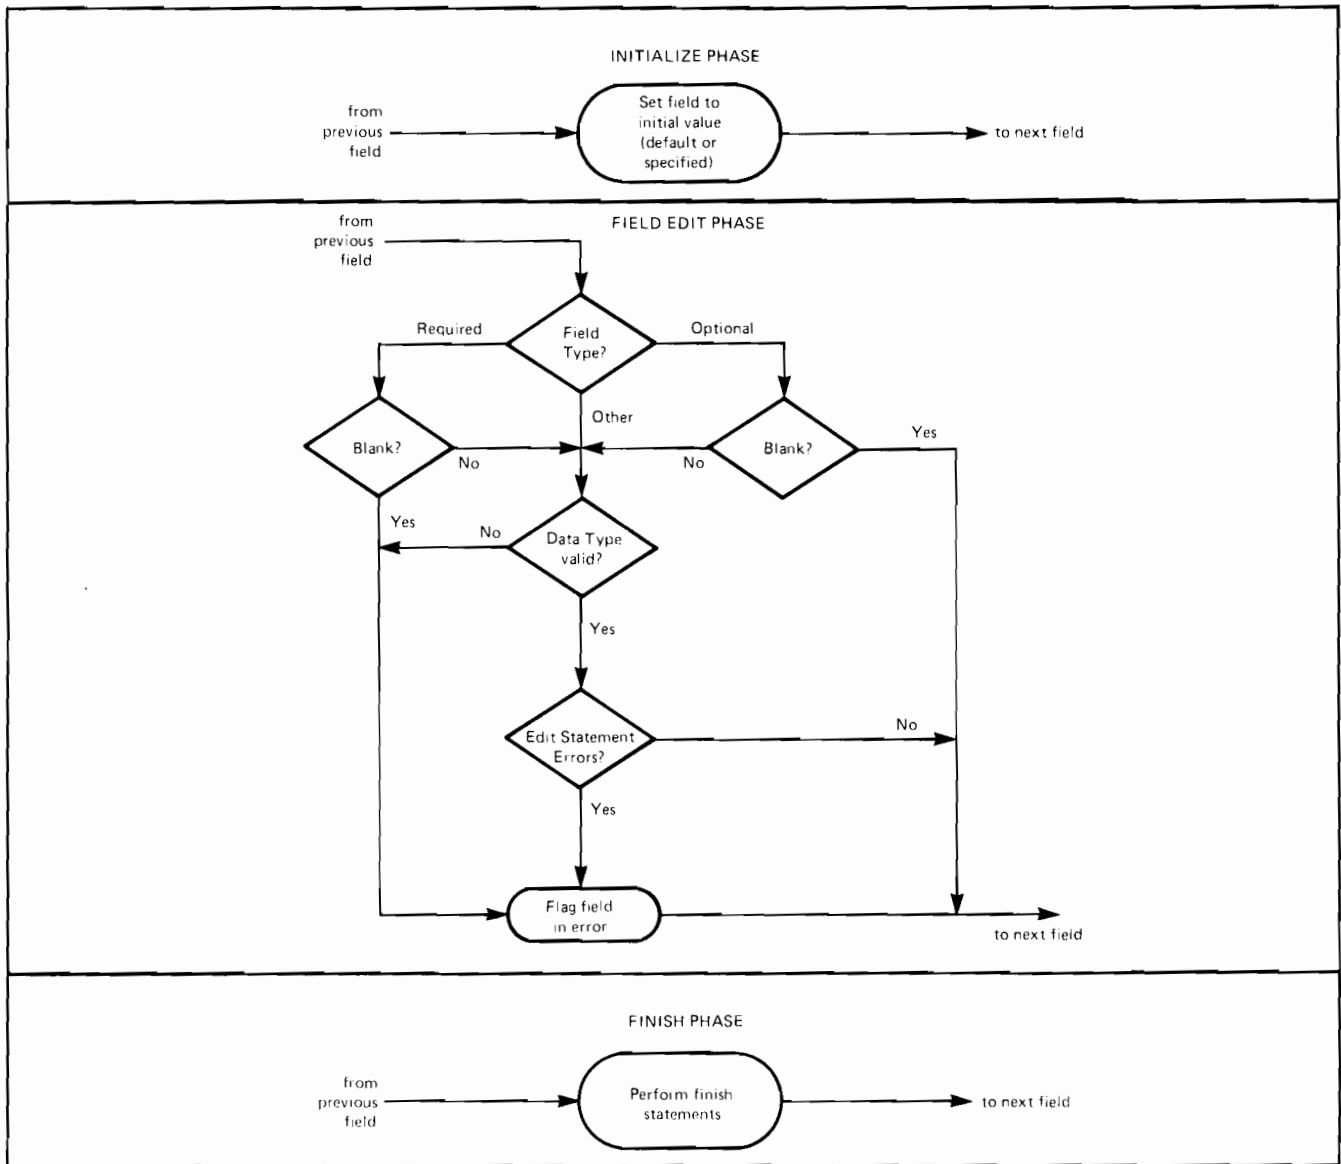 INITIALIZE PHASE
from
previous
field
Set field to
initial value
(default or
specified)
to next field
FIELD EDIT PHASE
from
previous
field
Required
Field
Type?
Optional
Other
Blank?
No
Blank?
No
Yes
Yes
No
Data Type
valid?
Yes
Edit Statement
Errors?
No
Yes
Flag field
in error
to next field
FINISH PHASE
from
previous
field
Perform finish
statements
to next field